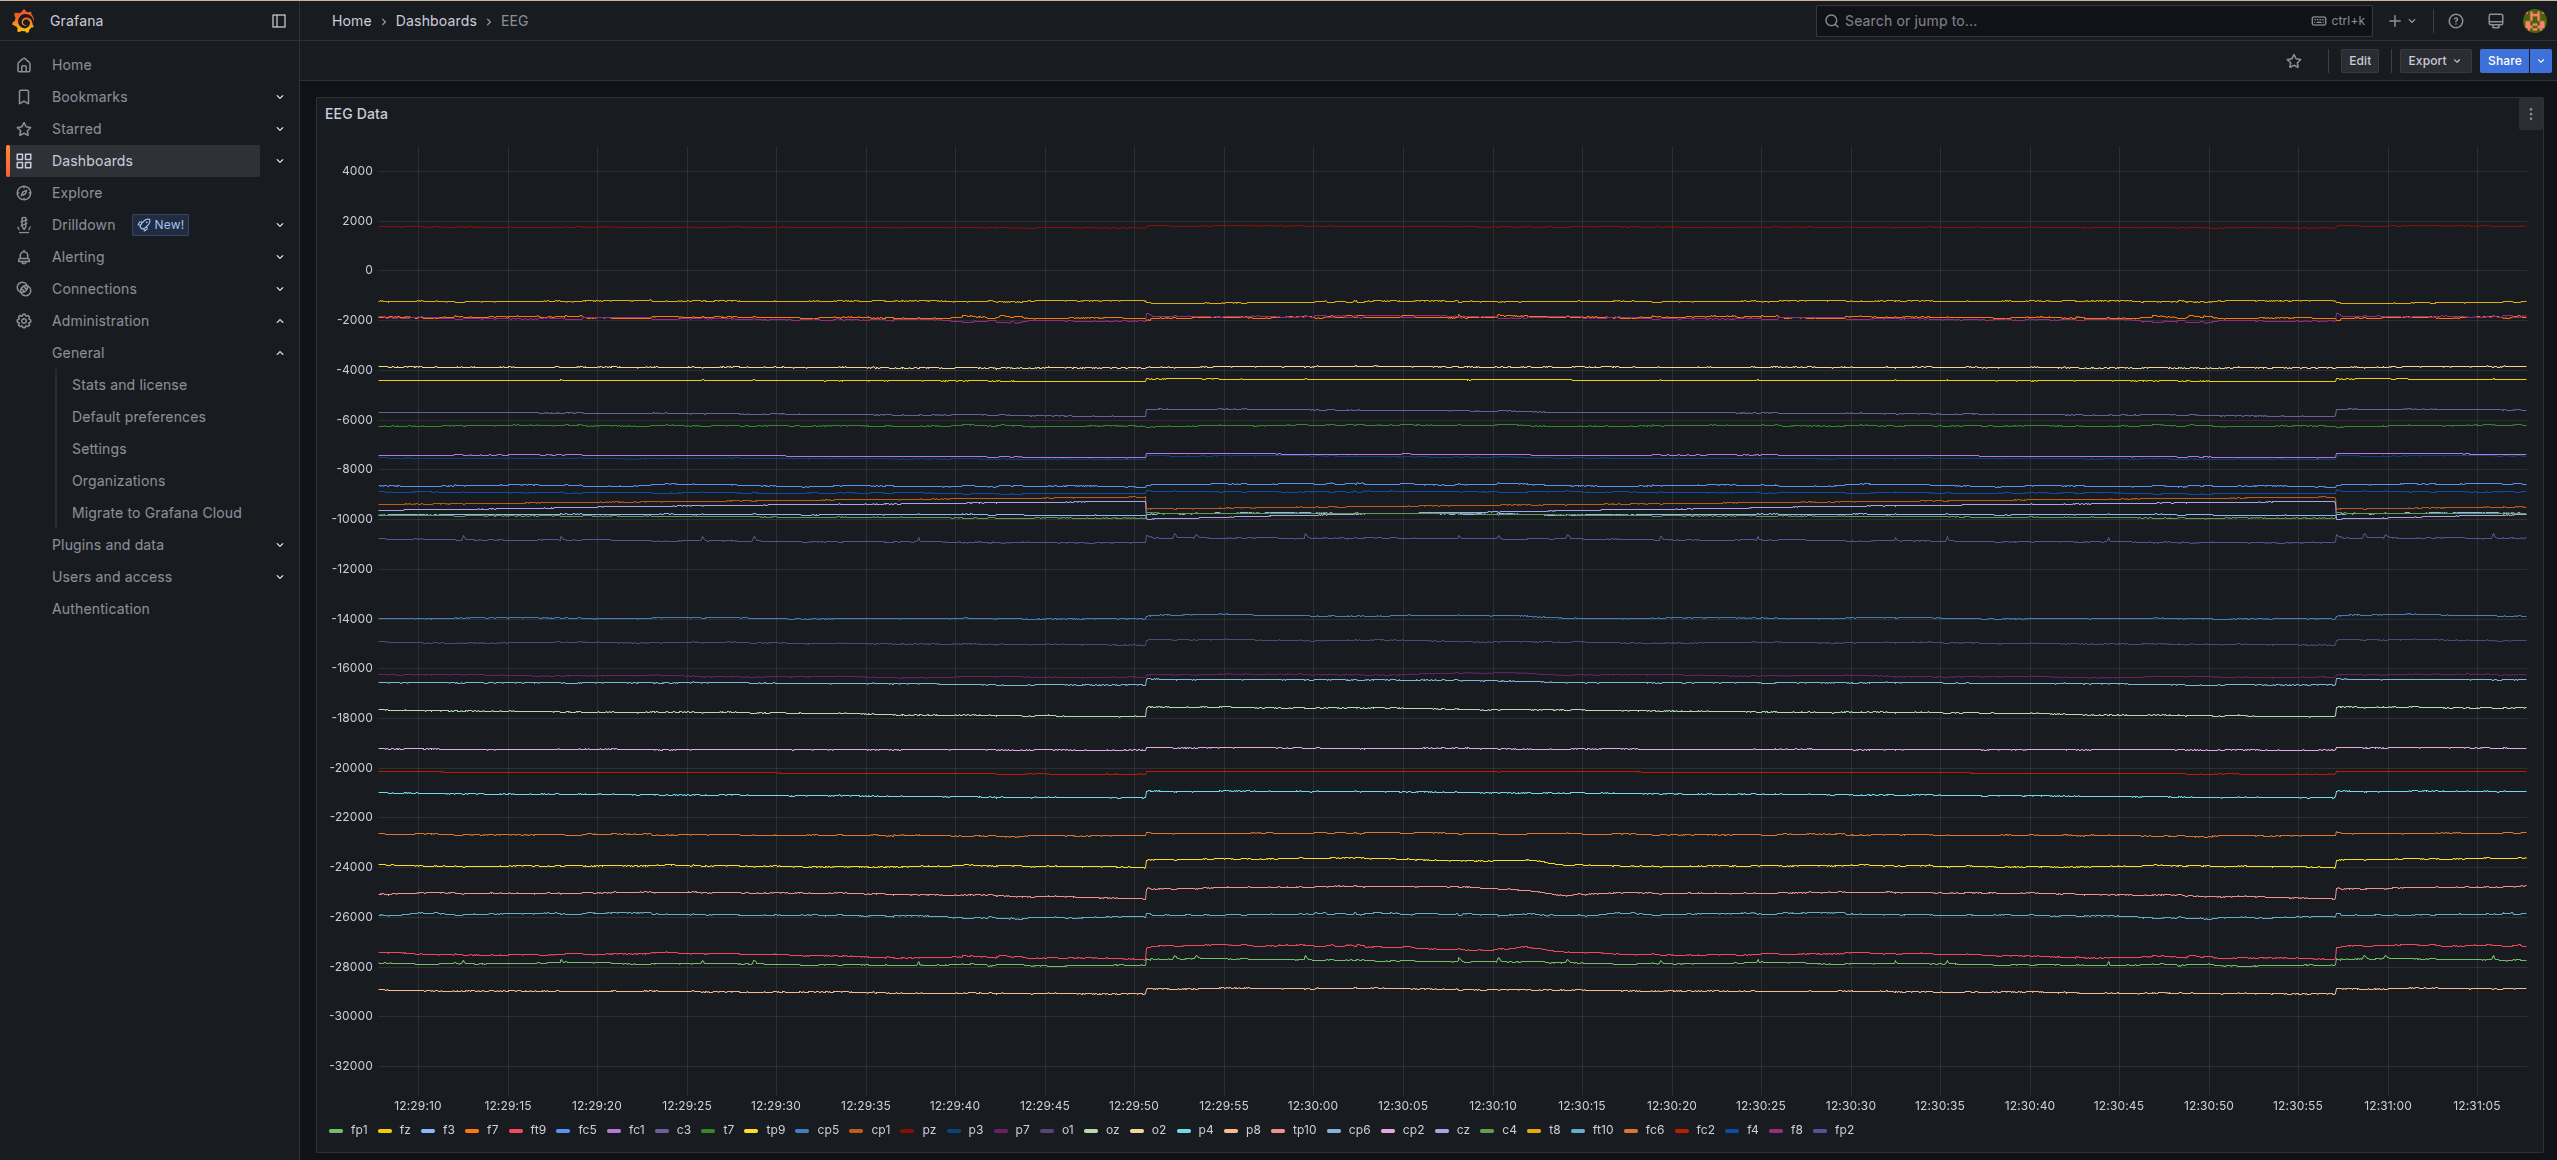 Grafana
Home › Dashboards › EEG
Search or jump to...
ctrl+k
Home
Bookmarks
Starred
Dashboards
Explore
Drilldown New!
Alerting
Connections
Administration
General
Stats and license
Default preferences
Settings
Organizations
Migrate to Grafana Cloud
Plugins and data
Users and access
Authentication
Edit
Export
Share
EEG Data
4000
2000
0
-2000
-4000
-6000
-8000
-10000
-12000
-14000
-16000
-18000
-20000
-22000
-24000
-26000
-28000
-30000
-32000
12:29:10 12:29:15 12:29:20 12:29:25 12:29:30 12:29:35 12:29:40 12:29:45 12:29:50 12:29:55 12:30:00 12:30:05 12:30:10 12:30:15 12:30:20 12:30:25 12:30:30 12:30:35 12:30:40 12:30:45 12:30:50 12:30:55 12:31:00 12:31:05
fp1 fz f3 f7 ft9 fc5 fc1 c3 t7 tp9 cp5 cp1 pz p3 p7 o1 oz o2 p4 p8 tp10 cp6 cp2 cz c4 t8 ft10 fc6 fc2 f4 f8 fp2